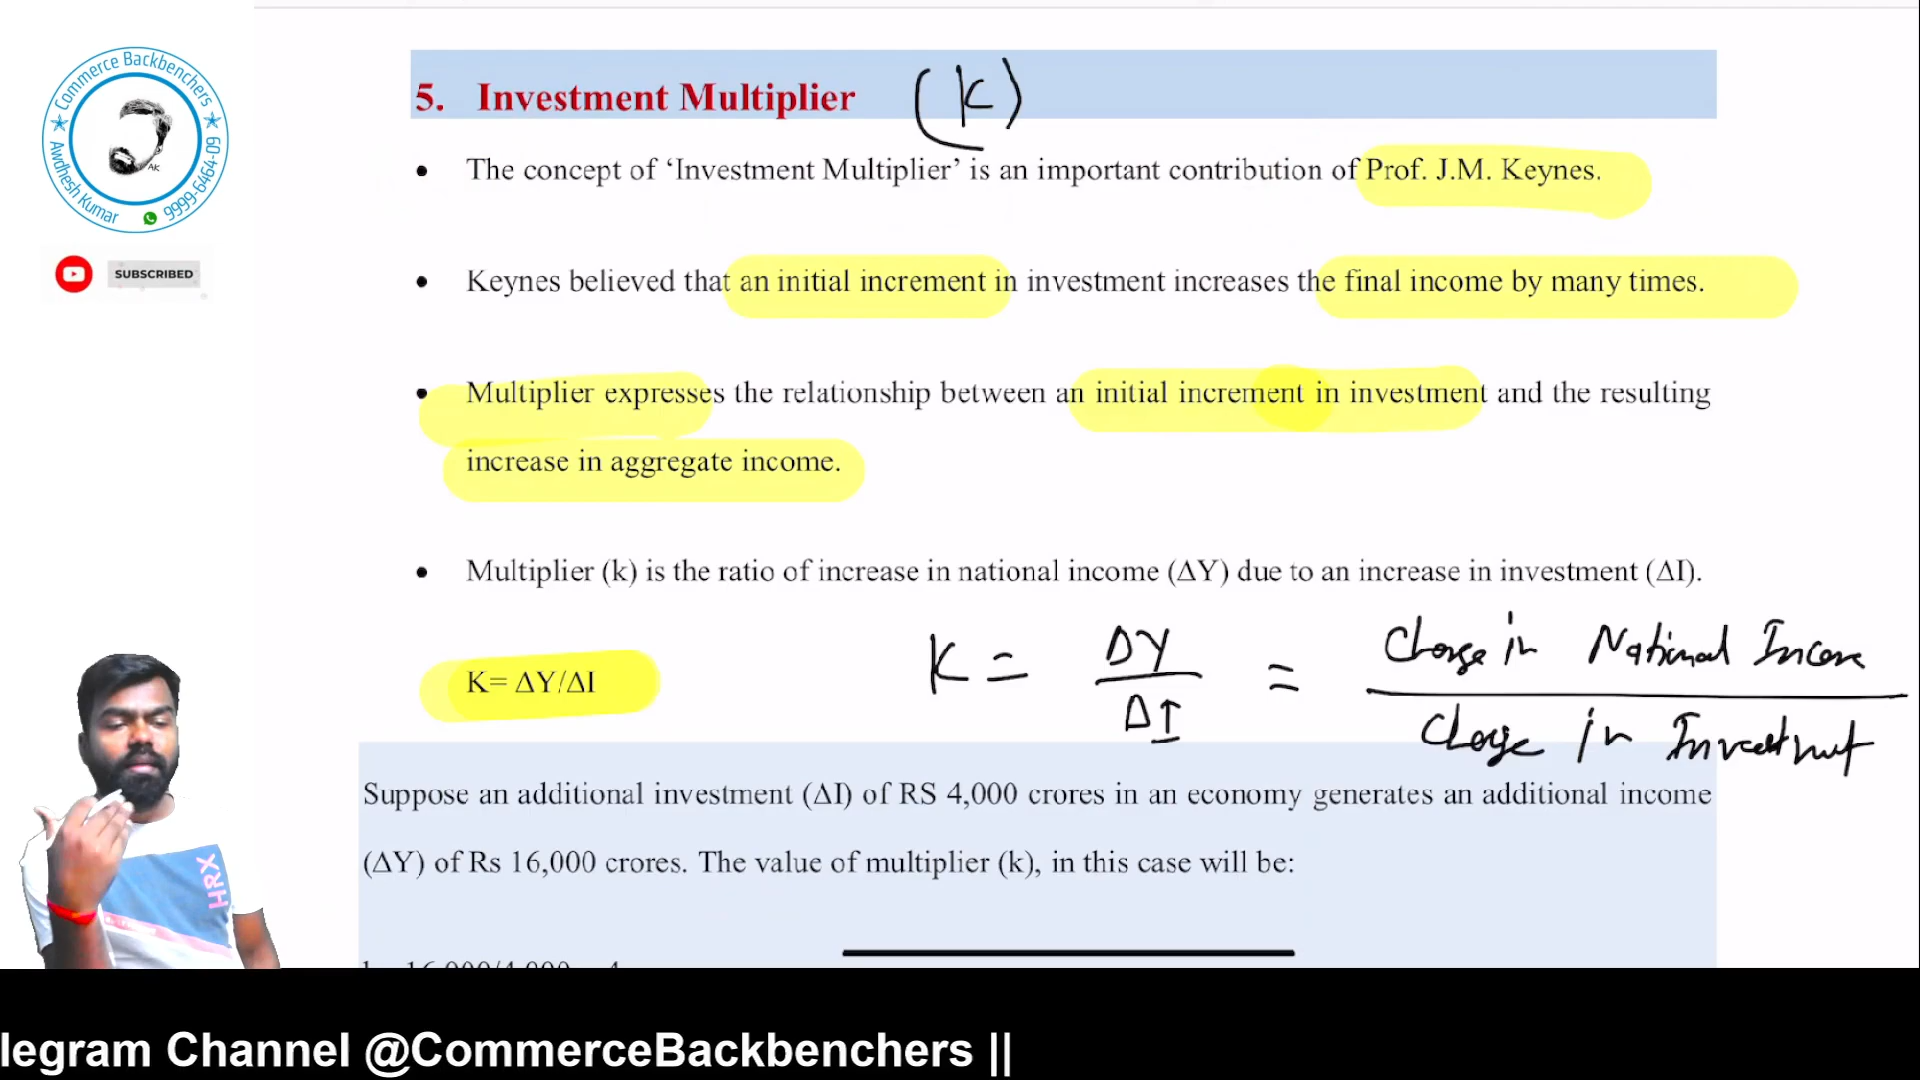 Commerce Backbenchers
AK
Awdhesh Kumar
9999-6464-09
SUBSCRIBED
5. Investment Multiplier (K)
• The concept of ‘Investment Multiplier’ is an important contribution of Prof. J.M. Keynes.
• Keynes believed that an initial increment in investment increases the final income by many times.
• Multiplier expresses the relationship between an initial increment in investment and the resulting
increase in aggregate income.
• Multiplier (k) is the ratio of increase in national income (ΔY) due to an increase in investment (ΔI).
K= ΔY/ΔI
K = ΔY / ΔI = Change in National Income / Change in Investment
Suppose an additional investment (ΔI) of RS 4,000 crores in an economy generates an additional income
(ΔY) of Rs 16,000 crores. The value of multiplier (k), in this case will be:
HRX
legram Channel @CommerceBackbenchers ||